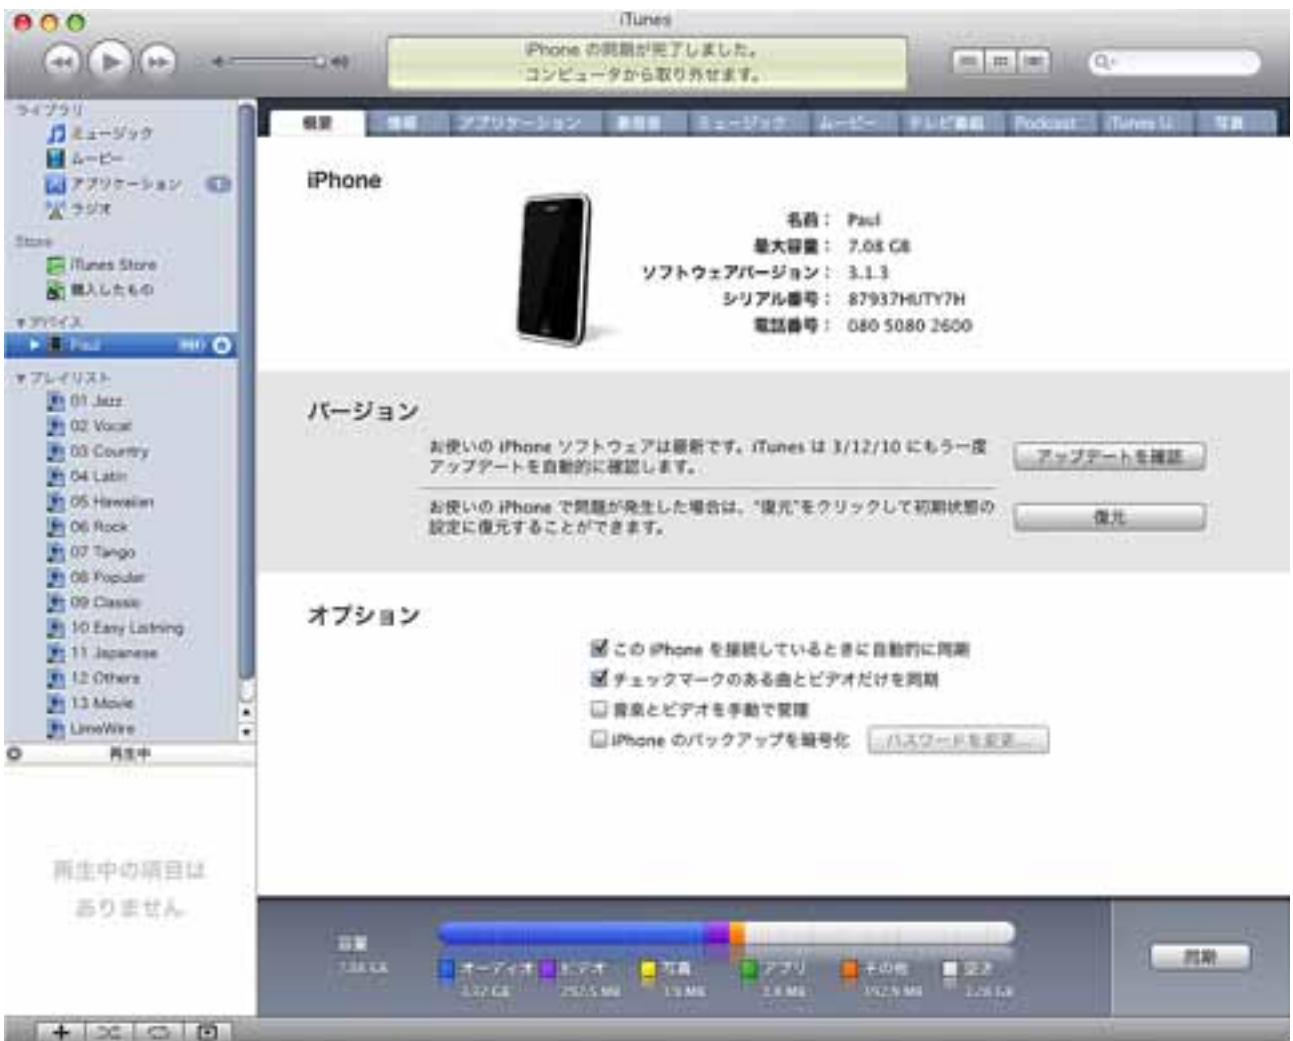 iTunes
iPhone の同期が完了しました。
コンピュータから取り外せます。
ライブラリ
ミュージック
ムービー
アプリケーション 1
ラジオ
Store
iTunes Store
購入したもの
デバイス
Paul
プレイリスト
01 Jazz
02 Vocal
03 Country
04 Latin
05 Hawaiian
06 Rock
07 Tango
08 Popular
09 Classic
10 Easy Listning
11 Japanese
12 Others
13 Movie
LimeWire
再生中
再生中の項目は
ありません
概要 情報 アプリケーション 着信音 ミュージック ムービー テレビ番組 Podcast iTunes U 写真
iPhone
名前： Paul
最大容量： 7.08 GB
ソフトウェアバージョン： 3.1.3
シリアル番号： 87937HUTY7H
電話番号： 080 5080 2600
バージョン
お使いの iPhone ソフトウェアは最新です。iTunes は 3/12/10 にもう一度
アップデートを自動的に確認します。
アップデートを確認
お使いの iPhone で問題が発生した場合は、“復元”をクリックして初期状態の
設定に復元することができます。
復元
オプション
この iPhone を接続しているときに自動的に同期
チェックマークのある曲とビデオだけを同期
音楽とビデオを手動で管理
iPhone のバックアップを暗号化 パスワードを変更...
容量
7.08 GB
オーディオ ビデオ 写真 アプリ その他 空き
292.5 MB 392.9 MB
同期